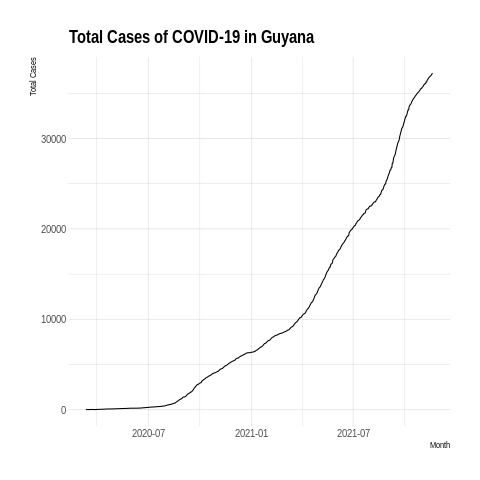 Total Cases of COVID-19 in Guyana
Total Cases
30000
20000
10000
0
2020-07
2021-01
2021-07
Month